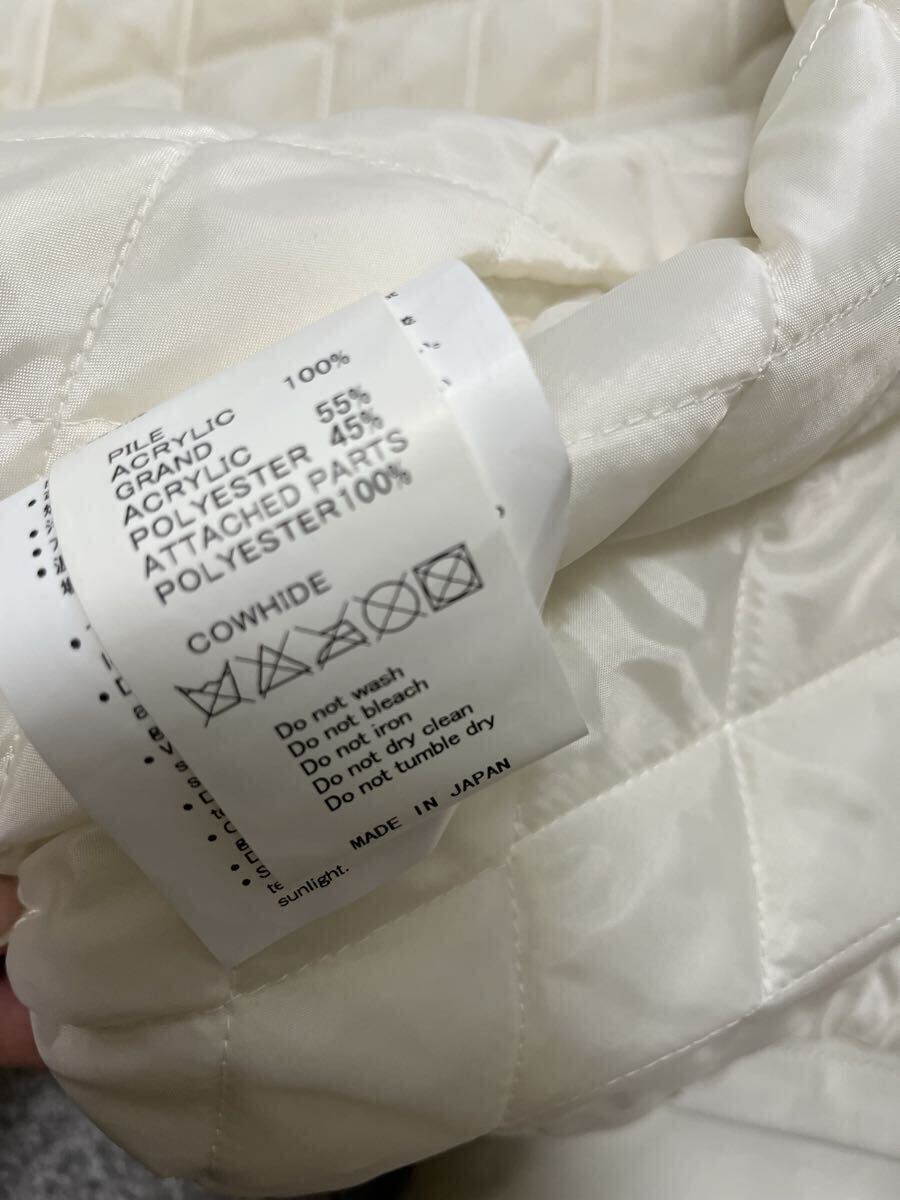 PILE
ACRYLIC 100%
GRAND
ACRYLIC 55%
POLYESTER 45%
ATTACHED PARTS
POLYESTER100%
COWHIDE
Do not wash
Do not bleach
Do not iron
Do not dry clean
Do not tumble dry
MADE IN JAPAN
sunlight.